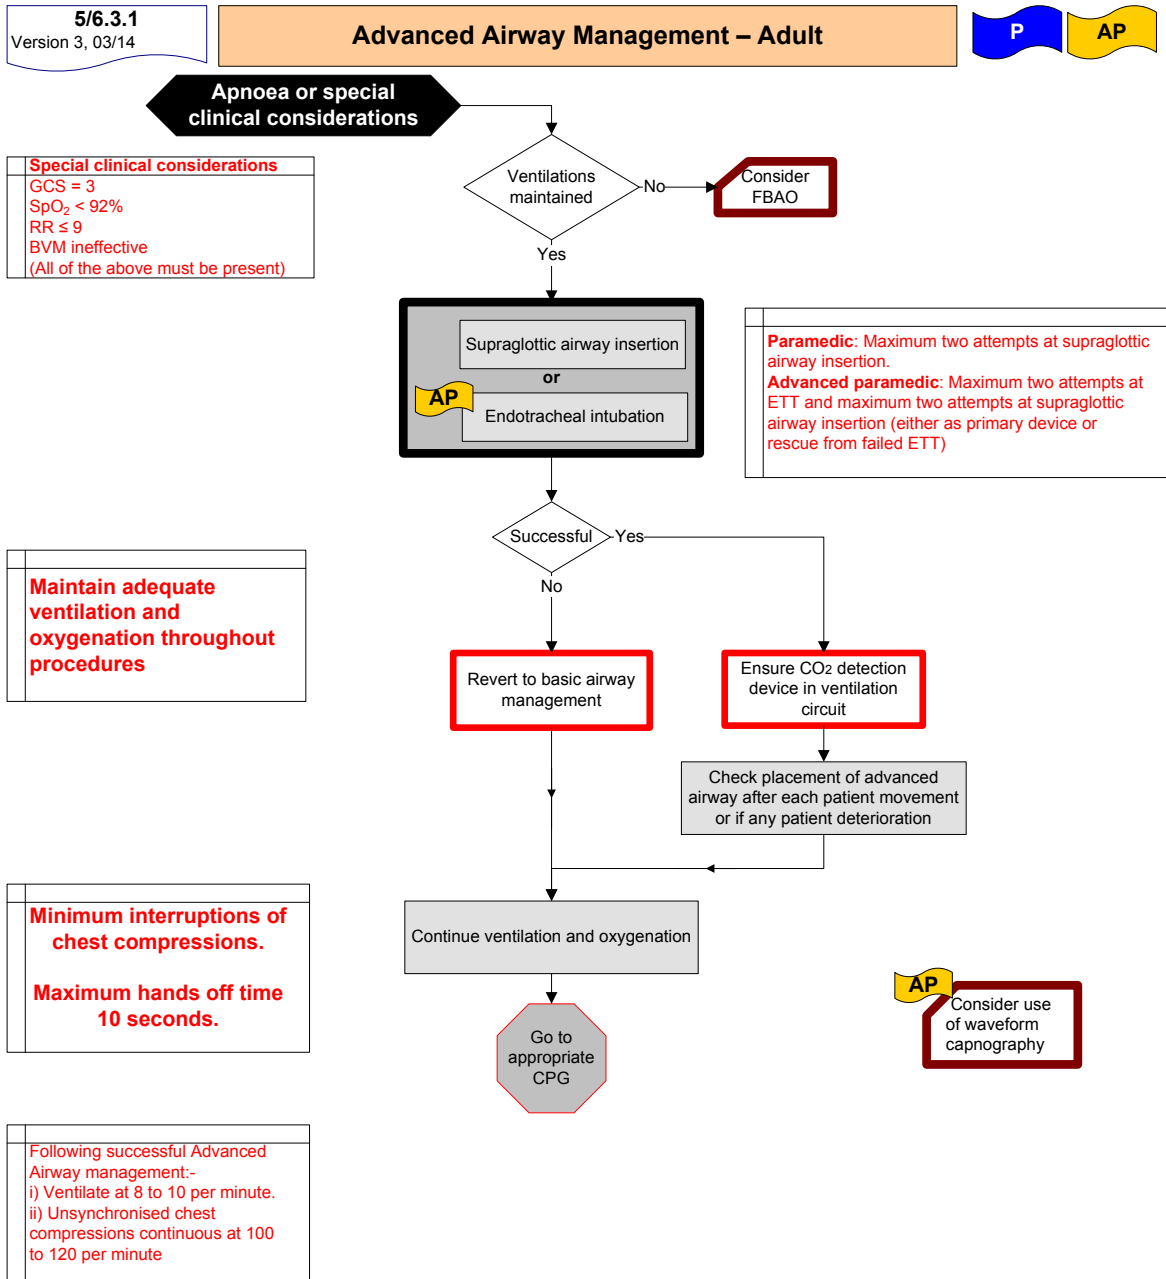 5/6.3.1
Version 3, 03/14
Advanced Airway Management – Adult
P
AP
Apnoea or special
clinical considerations
Special clinical considerations
GCS = 3
SpO₂ < 92%
RR ≤ 9
BVM ineffective
(All of the above must be present)
Ventilations
maintained
No
Consider
FBAO
Yes
Supraglottic airway insertion
or
AP
Endotracheal intubation
Paramedic: Maximum two attempts at supraglottic
airway insertion.
Advanced paramedic: Maximum two attempts at
ETT and maximum two attempts at supraglottic
airway insertion (either as primary device or
rescue from failed ETT)
Successful
Yes
No
Maintain adequate
ventilation and
oxygenation throughout
procedures
Revert to basic airway
management
Ensure CO2 detection
device in ventilation
circuit
Check placement of advanced
airway after each patient movement
or if any patient deterioration
Minimum interruptions of
chest compressions.
Maximum hands off time
10 seconds.
Continue ventilation and oxygenation
Go to
appropriate
CPG
AP
Consider use
of waveform
capnography
Following successful Advanced
Airway management:-
i) Ventilate at 8 to 10 per minute.
ii) Unsynchronised chest
compressions continuous at 100
to 120 per minute